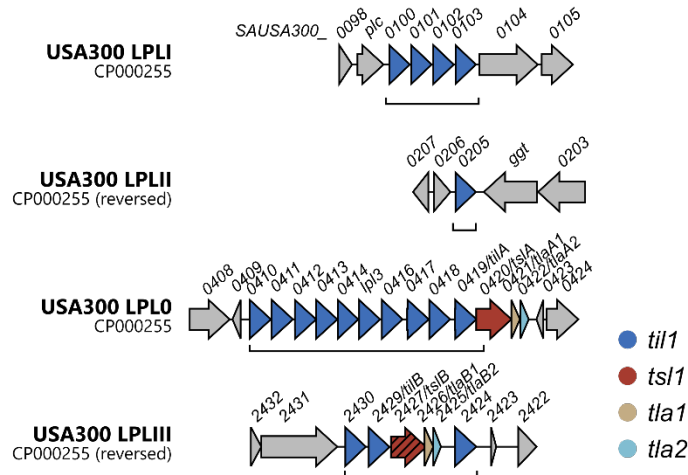 SAUSA300_ 0098 plc 0100 0101 0102 0103 0104 0105
USA300 LPLI
CP000255
0207 0206 0205 ggt 0203
USA300 LPLII
CP000255 (reversed)
0408 0409 0410 0411 0412 0413 0414 lpl3 0416 0417 0418 0419/tilA 0420/tslA 0421/tlaA1 0422/tlaA2 0423 0424
USA300 LPL0
CP000255
2432 2431 2430 2429/tilB 2427/tslB 2426/tlaB1 2425/tlaB2 2424 2423 2422
USA300 LPLIII
CP000255 (reversed)
til1
tsl1
tla1
tla2